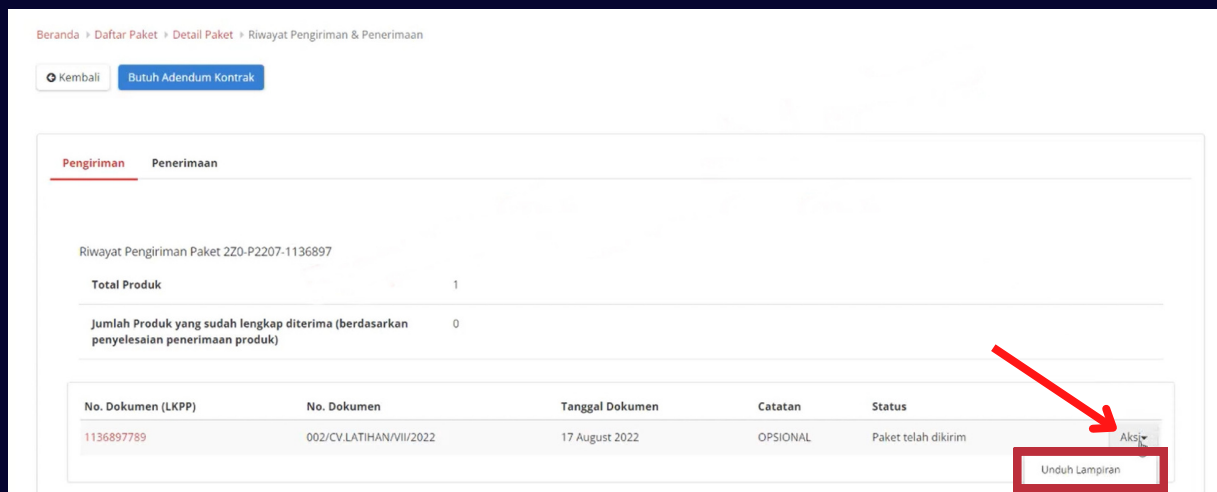 Beranda › Daftar Paket › Detail Paket › Riwayat Pengiriman & Penerimaan
Kembali Butuh Adendum Kontrak
Pengiriman Penerimaan
Riwayat Pengiriman Paket 2Z0-P2207-1136897
Total Produk 1
Jumlah Produk yang sudah lengkap diterima (berdasarkan 0
penyelesaian penerimaan produk)
No. Dokumen (LKPP) No. Dokumen Tanggal Dokumen Catatan Status
1136897789 002/CV.LATIHAN/VII/2022 17 August 2022 OPSIONAL Paket telah dikirim Aksi
Unduh Lampiran